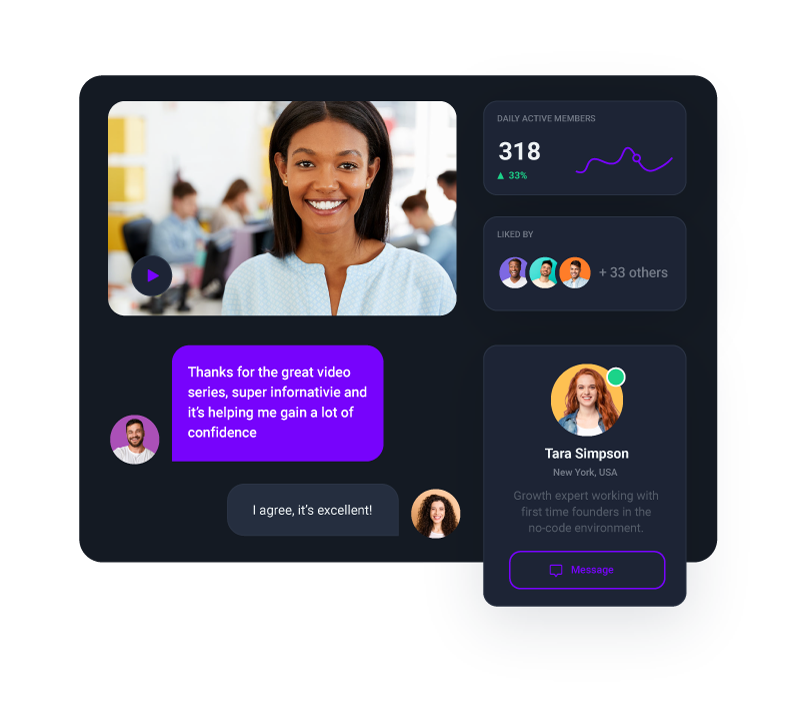 DAILY ACTIVE MEMBERS
318
▲ 33%
LIKED BY
+ 33 others
Thanks for the great video
series, super infornativie and
it's helping me gain a lot of
confidence
I agree, it's excellent!
Tara Simpson
New York, USA
Growth expert working with
first time founders in the
no-code environment.
Message